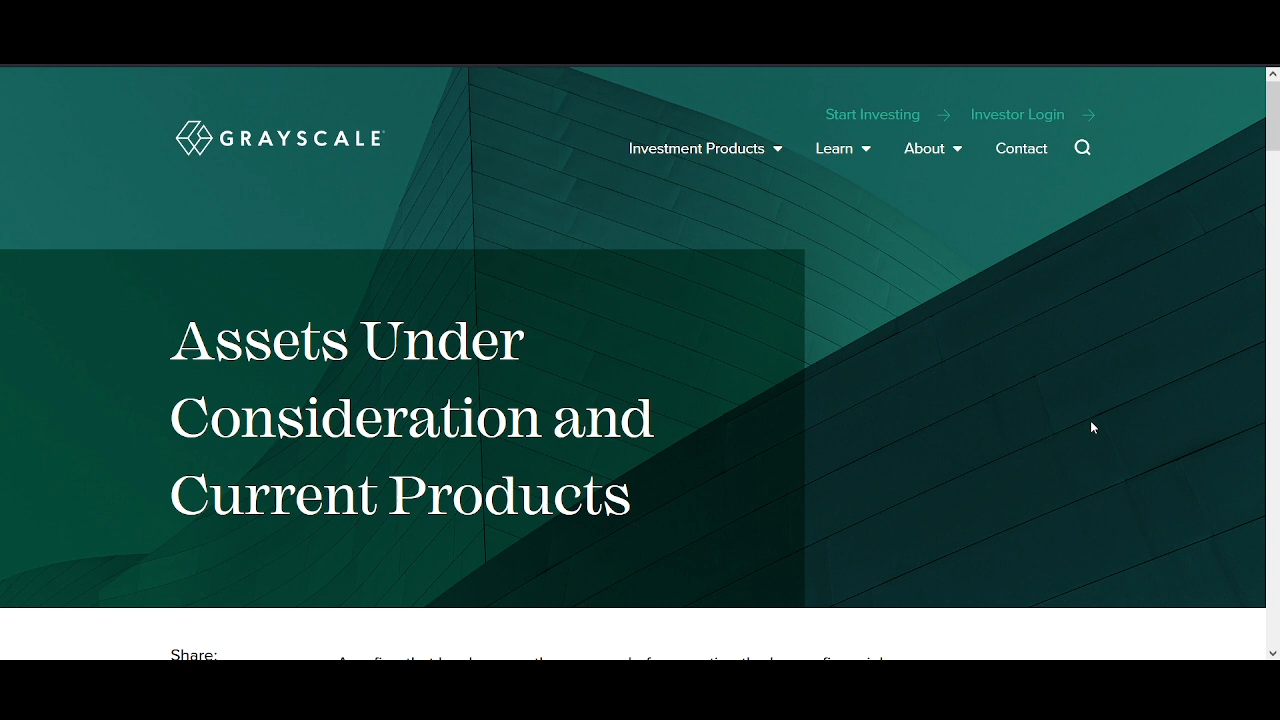 Start Investing
Investor Login
GRAYSCALE
Investment Products
Learn
About
Contact
Assets Under
Consideration and
Current Products
Share: